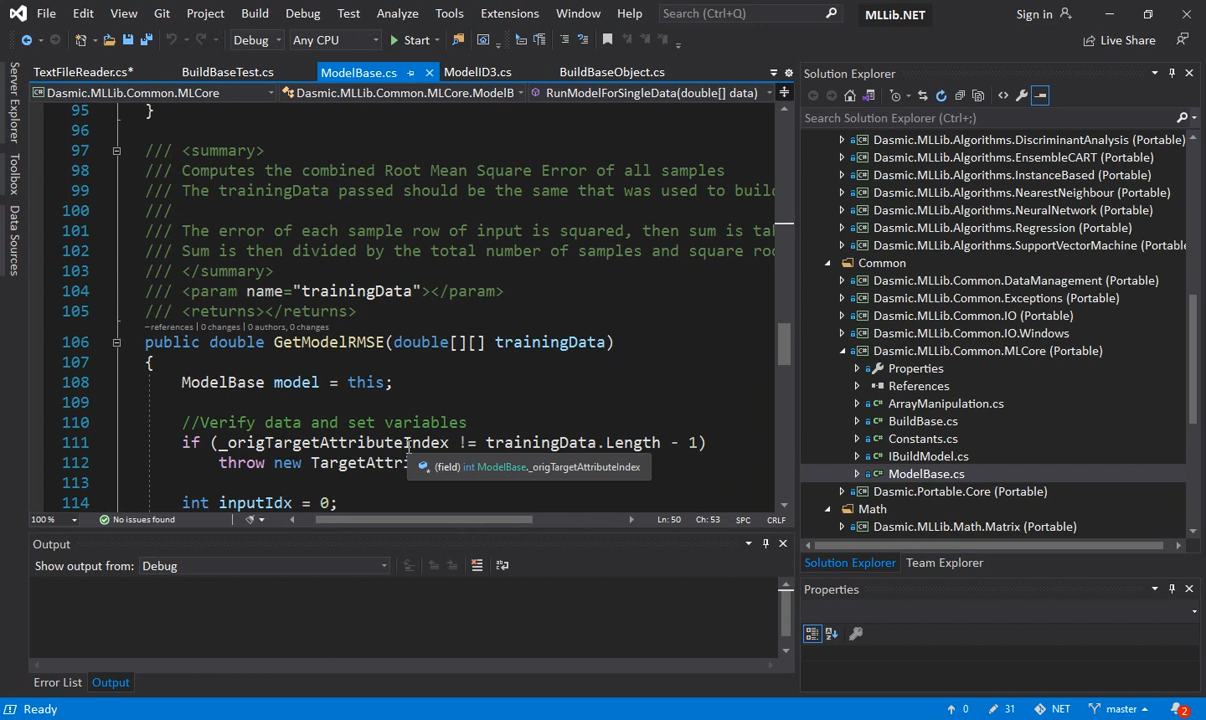 File Edit View Git Project Build Debug Test Analyze Tools Extensions Window Help Search (Ctrl+Q) MLLib.NET Sign in
Debug Any CPU Start Live Share
Server Explorer
Toolbox
Data Sources
TextFileReader.cs* BuildBaseTest.cs ModelBase.cs ModelID3.cs BuildBaseObject.cs
Dasmic.MLLib.Common.MLCore Dasmic.MLLib.Common.MLCore.ModelB RunModelForSingleData(double[] data)
95 }
96
97 /// <summary>
98 /// Computes the combined Root Mean Square Error of all samples
99 /// The trainingData passed should be the same that was used to buil
100 ///
101 /// The error of each sample row of input is squared, then sum is ta
102 /// Sum is then divided by the total number of samples and square roo
103 /// </summary>
104 /// <param name="trainingData"></param>
105 /// <returns></returns>
– references | 0 changes | 0 authors, 0 changes
106 public double GetModelRMSE(double[][] trainingData)
107 {
108 ModelBase model = this;
109
110 //Verify data and set variables
111 if (_origTargetAttributeIndex != trainingData.Length - 1)
112 throw new TargetAttri
(field) int ModelBase._origTargetAttributeIndex
113
114 int inputIdx = 0;
100 % No issues found Ln: 50 Ch: 53 SPC CRLF
Output
Show output from: Debug
Error List Output
Solution Explorer
Search Solution Explorer (Ctrl+;)
Dasmic.MLLib.Algorithms.DiscriminantAnalysis (Portable)
Dasmic.MLLib.Algorithms.EnsembleCART (Portable)
Dasmic.MLLib.Algorithms.InstanceBased (Portable)
Dasmic.MLLib.Algorithms.NearestNeighbour (Portable)
Dasmic.MLLib.Algorithms.NeuralNetwork (Portable)
Dasmic.MLLib.Algorithms.Regression (Portable)
Dasmic.MLLib.Algorithms.SupportVectorMachine (Portable
Common
Dasmic.MLLib.Common.DataManagement (Portable)
Dasmic.MLLib.Common.Exceptions (Portable)
Dasmic.MLLib.Common.IO (Portable)
Dasmic.MLLib.Common.IO.Windows
Dasmic.MLLib.Common.MLCore (Portable)
Properties
References
ArrayManipulation.cs
BuildBase.cs
Constants.cs
IBuildModel.cs
ModelBase.cs
Dasmic.Portable.Core (Portable)
Math
Dasmic.MLLib.Math.Matrix (Portable)
Solution Explorer Team Explorer
Properties
Ready 0 31 NET master 2